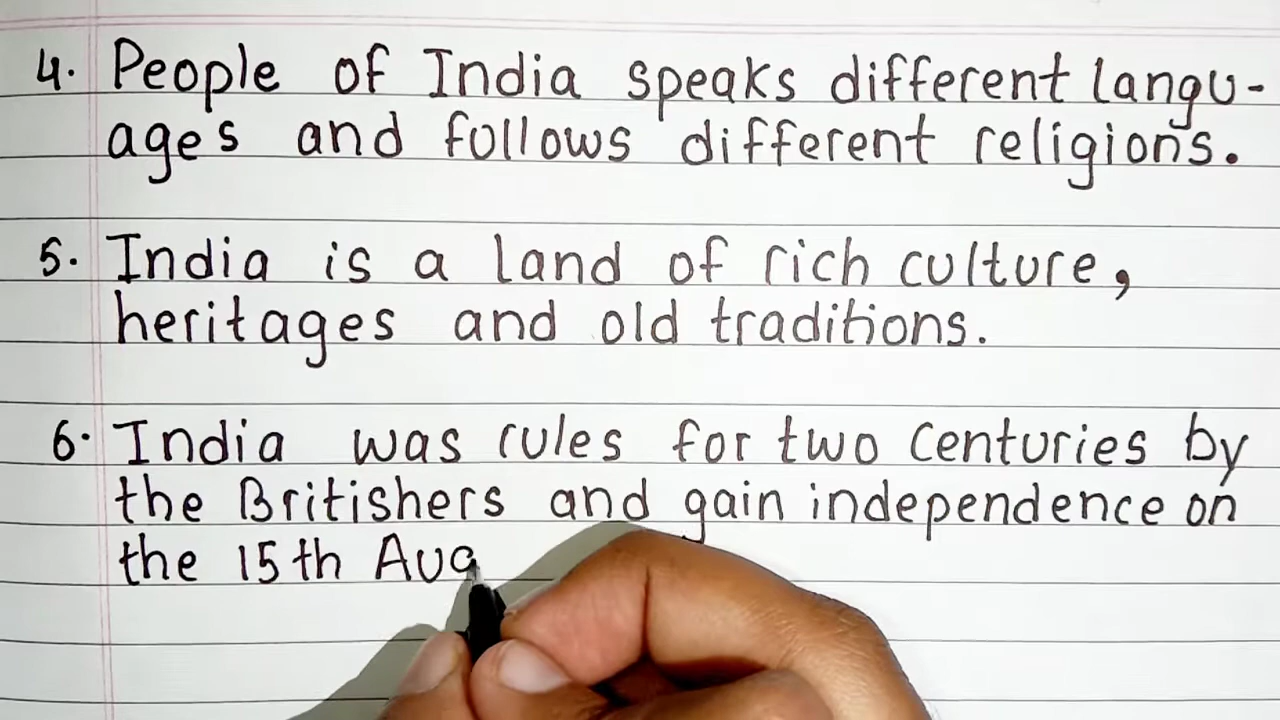 4. People of India speaks different langu-
ages and follows different religions.
5. India is a land of rich culture,
heritages and old traditions.
6. India was rules for two centuries by
the Britishers and gain independence on
the 15th Aug